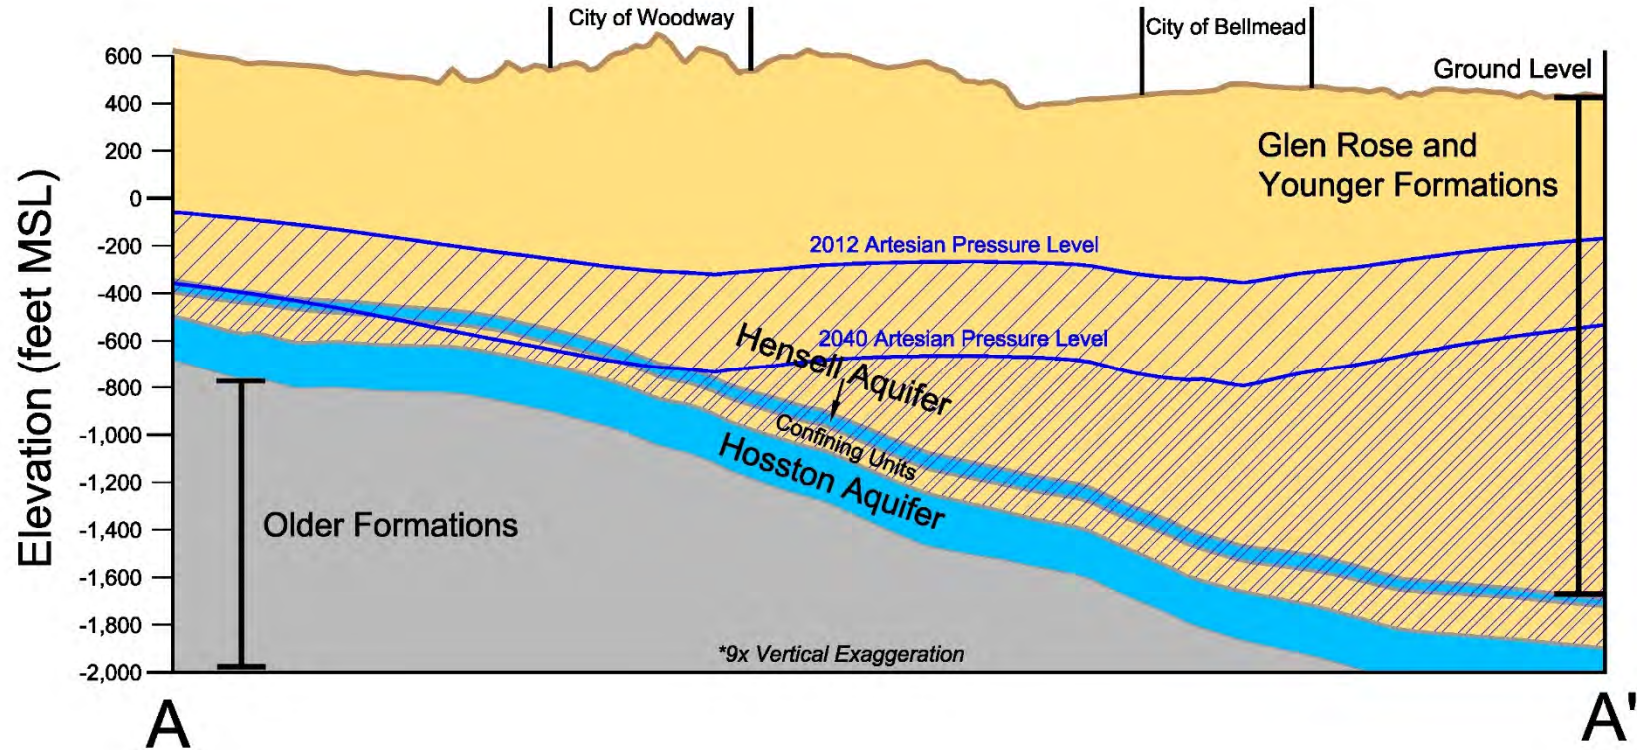 City of Woodway
City of Bellmead
Ground Level
Elevation (feet MSL)
600
400
200
0
-200
-400
-600
-800
-1,000
-1,200
-1,400
-1,600
-1,800
-2,000
Glen Rose and
Younger Formations
2012 Artesian Pressure Level
2040 Artesian Pressure Level
Hensell Aquifer
Confining Units
Hosston Aquifer
Older Formations
*9x Vertical Exaggeration
A
A'